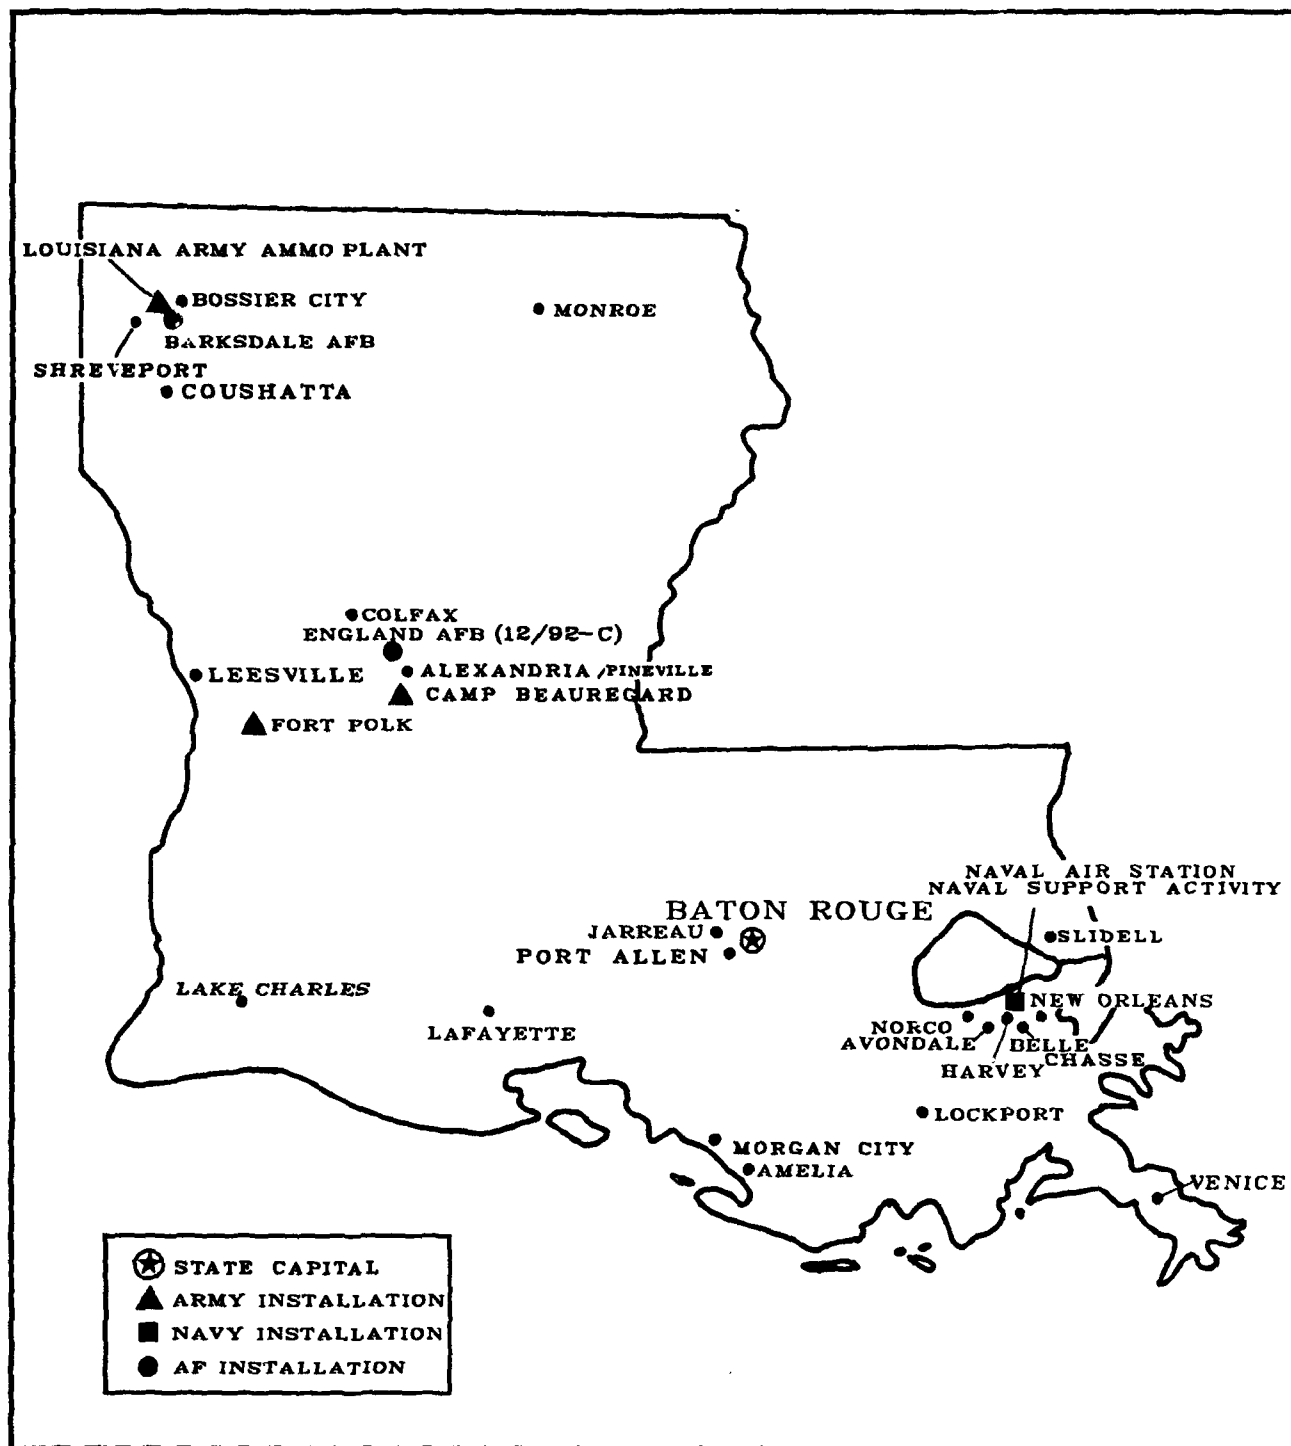 LOUISIANA ARMY AMMO PLANT
BOSSIER CITY
MONROE
BARKSDALE AFB
SHREVEPORT
COUSHATTA
COLFAX
ENGLAND AFB (12/92-C)
LEESVILLE
ALEXANDRIA /PINEVILLE
CAMP BEAUREGARD
FORT POLK
NAVAL AIR STATION
NAVAL SUPPORT ACTIVITY
BATON ROUGE
JARREAU
SLIDELL
PORT ALLEN
LAKE CHARLES
NEW ORLEANS
LAFAYETTE
NORCO
AVONDALE
BELLE
CHASSE
HARVEY
LOCKPORT
MORGAN CITY
AMELIA
VENICE
STATE CAPITAL
ARMY INSTALLATION
NAVY INSTALLATION
AF INSTALLATION